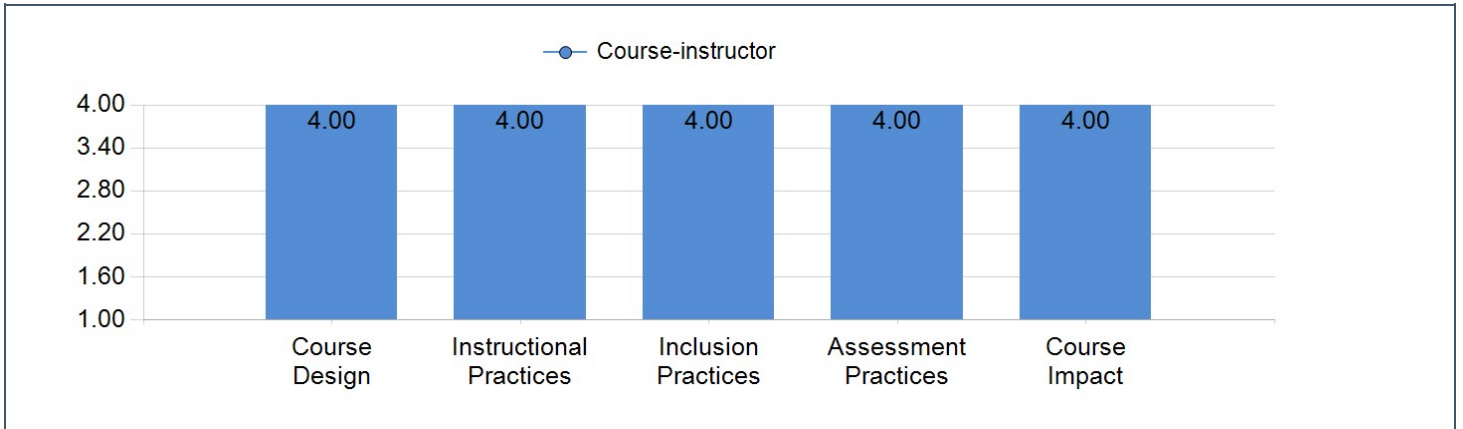 Course-instructor
4.00
3.40
2.80
2.20
1.60
1.00
4.00 4.00 4.00 4.00 4.00
Course Instructional Inclusion Assessment Course
Design Practices Practices Practices Impact